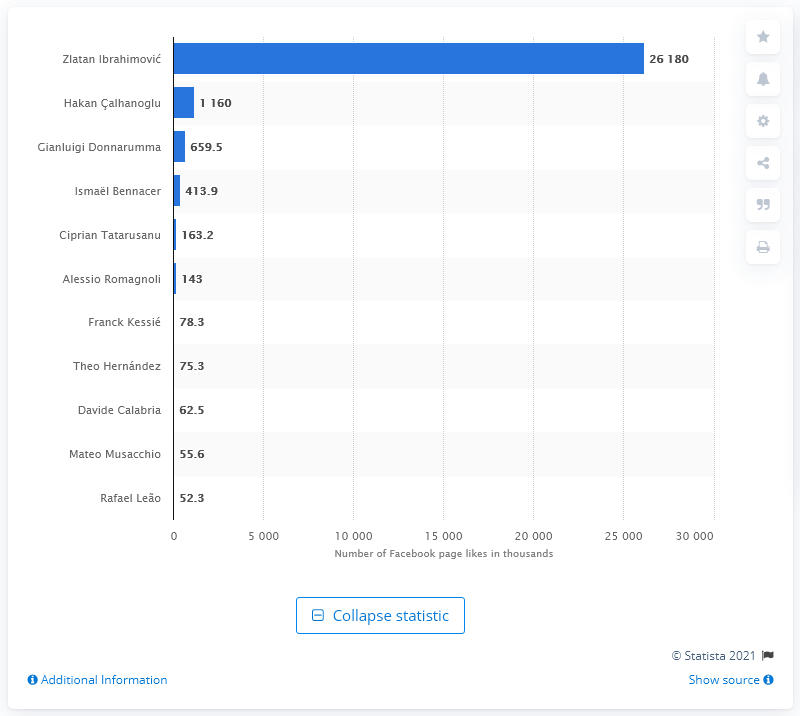 Zlatan Ibrahimović 26 180
Hakan Çalhanoglu 1 160
Gianluigi Donnarumma 659.5
Ismaël Bennacer 413.9
Ciprian Tatarusanu 163.2
Alessio Romagnoli 143
Franck Kessié 78.3
Theo Hernández 75.3
Davide Calabria 62.5
Mateo Musacchio 55.6
Rafael Leão 52.3
0 5 000 10 000 15 000 20 000 25 000 30 000
Number of Facebook page likes in thousands
Collapse statistic
© Statista 2021
Additional Information Show source